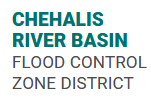 CHEHALIS
RIVER BASIN
FLOOD CONTROL
ZONE DISTRICT